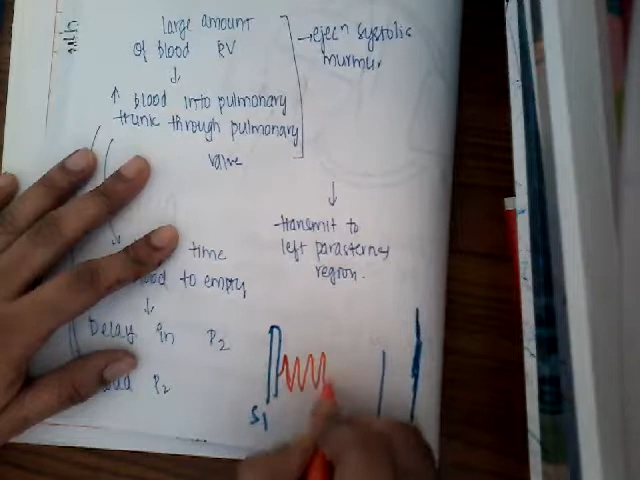 large amount
of blood RV
↓
↑ blood into pulmonary
trunk through pulmonary
valve
→ ejecn systolic
murmur
↓
transmit to
left parasternal
region.
time
to empty
↓
Delay in P2
P2
S1